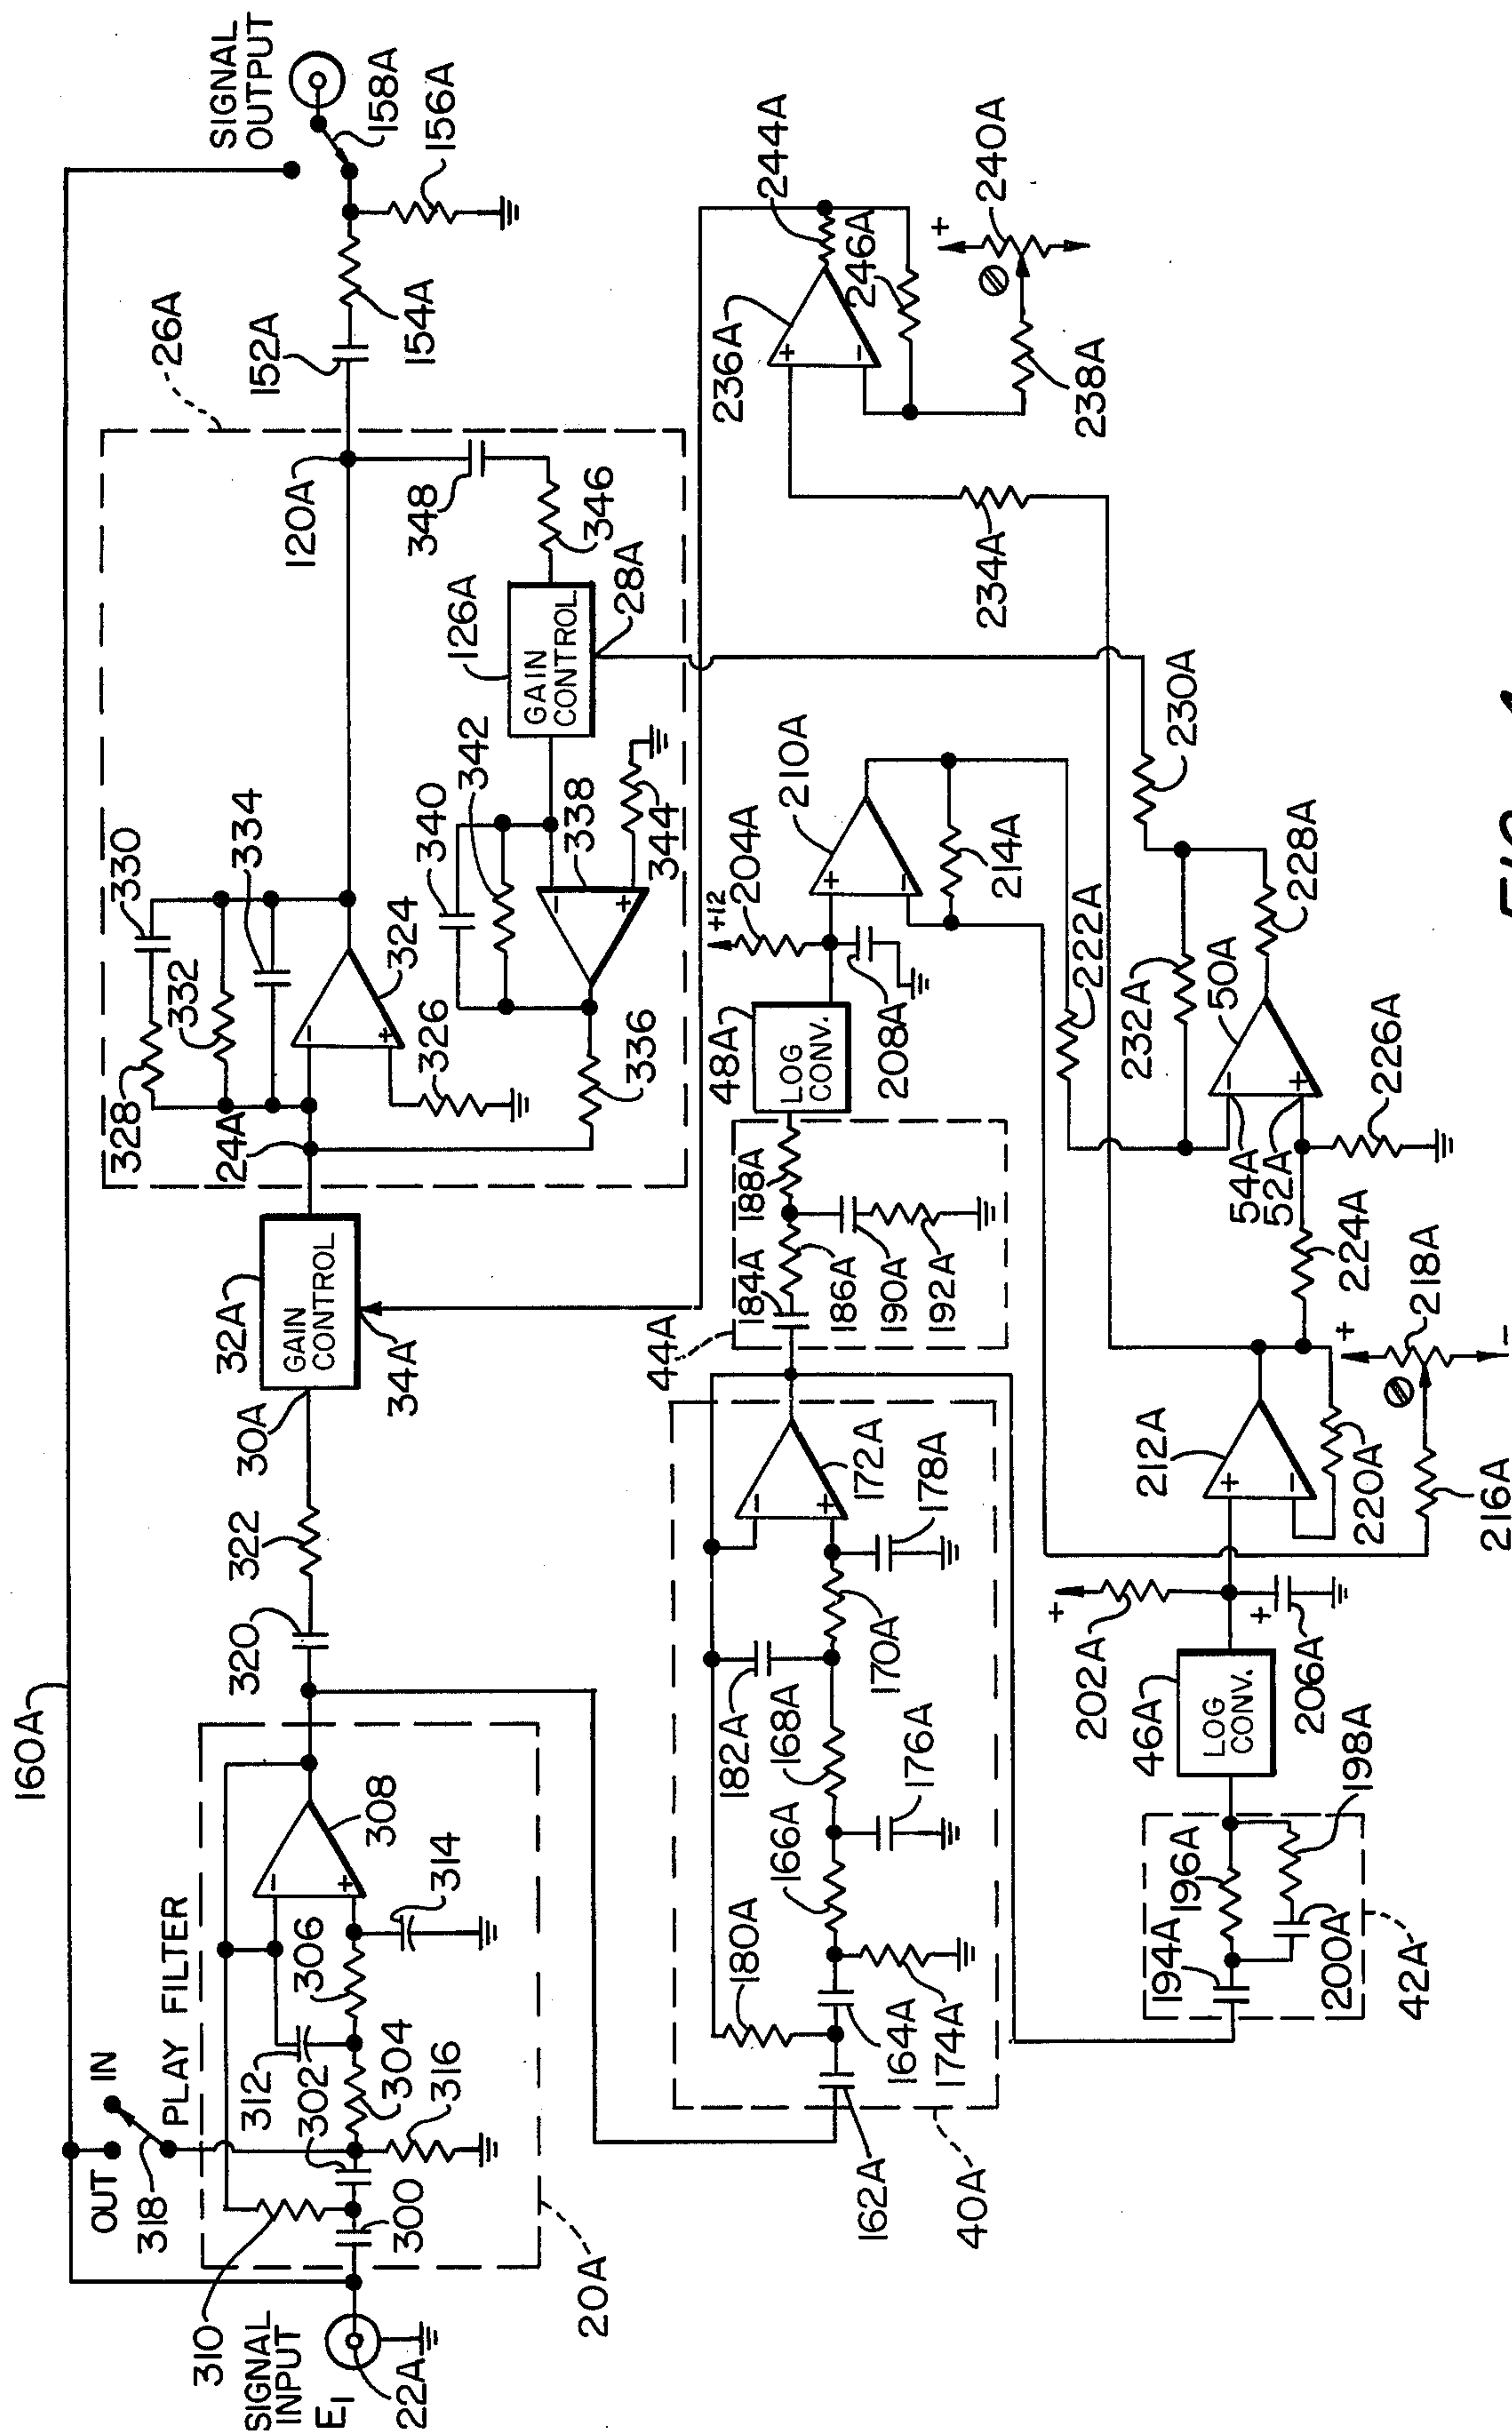 160A
SIGNAL
OUTPUT
158A
156A
154A
152A
26A
120A
330
334
332
328
324
326
24A
348
346
126A
GAIN
CONTROL
28A
342
340
338
344
336
32A
GAIN
CONTROL
34A
30A
322
320
OUT
IN
318
PLAY FILTER
312
302
304
306
308
314
316
310
300
SIGNAL
INPUT
E1
22A
20A
236A
+
−
244A
246A
+
240A
238A
234A
230A
210A
+
−
+12
204A
214A
48A
LOG
CONV.
208A
222A
44A
184A
186A
188A
190A
192A
172A
−
+
178A
170A
182A
168A
176A
166A
180A
164A
174A
162A
40A
232A
50A
228A
−
+
54A
52A
226A
224A
+
218A
−
212A
+
−
220A
216A
+
202A
+
206A
46A
LOG
CONV.
198A
196A
194A
200A
42A